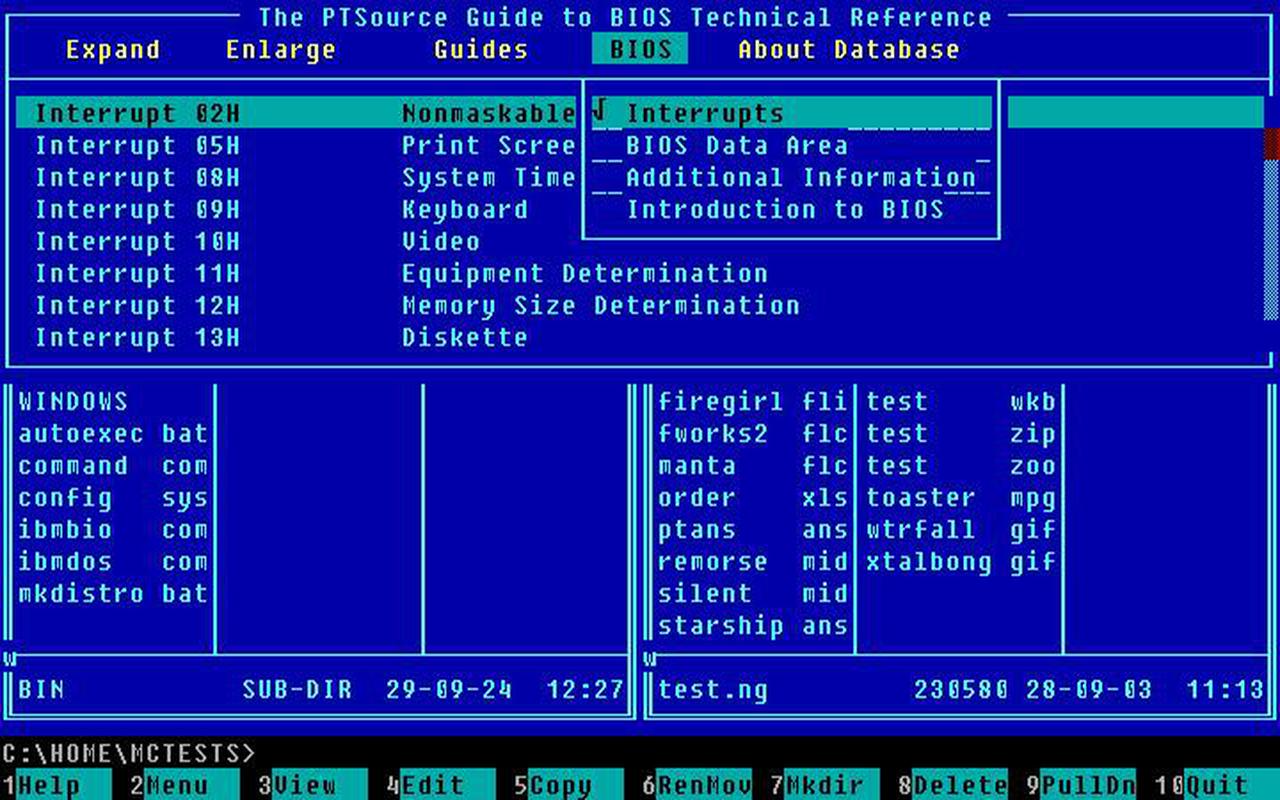 The PTSource Guide to BIOS Technical Reference
Expand Enlarge Guides BIOS About Database
Interrupt 02H Nonmaskable √ Interrupts
Interrupt 05H Print Scree BIOS Data Area
Interrupt 08H System Time Additional Information
Interrupt 09H Keyboard Introduction to BIOS
Interrupt 10H Video
Interrupt 11H Equipment Determination
Interrupt 12H Memory Size Determination
Interrupt 13H Diskette
WINDOWS firegirl fli test wkb
autoexec bat fworks2 flc test zip
command com manta flc test zoo
config sys order xls toaster mpg
ibmbio com ptans ans wtrfall gif
ibmdos com remorse mid xtalbong gif
mkdistro bat silent mid
starship ans
w w
BIN SUB-DIR 29-09-24 12:27 test.ng 230580 28-09-03 11:13
C:\HOME\MCTESTS>
1Help 2Menu 3View 4Edit 5Copy 6RenMov 7Mkdir 8Delete 9PullDn 10Quit